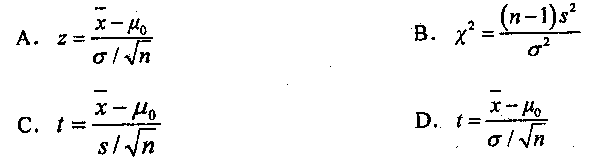 A. z = (x̄ − μ₀) / (σ / √n)
B. χ² = (n−1)s² / σ²
C. t = (x̄ − μ₀) / (s / √n)
D. t = (x̄ − μ₀) / (σ / √n)